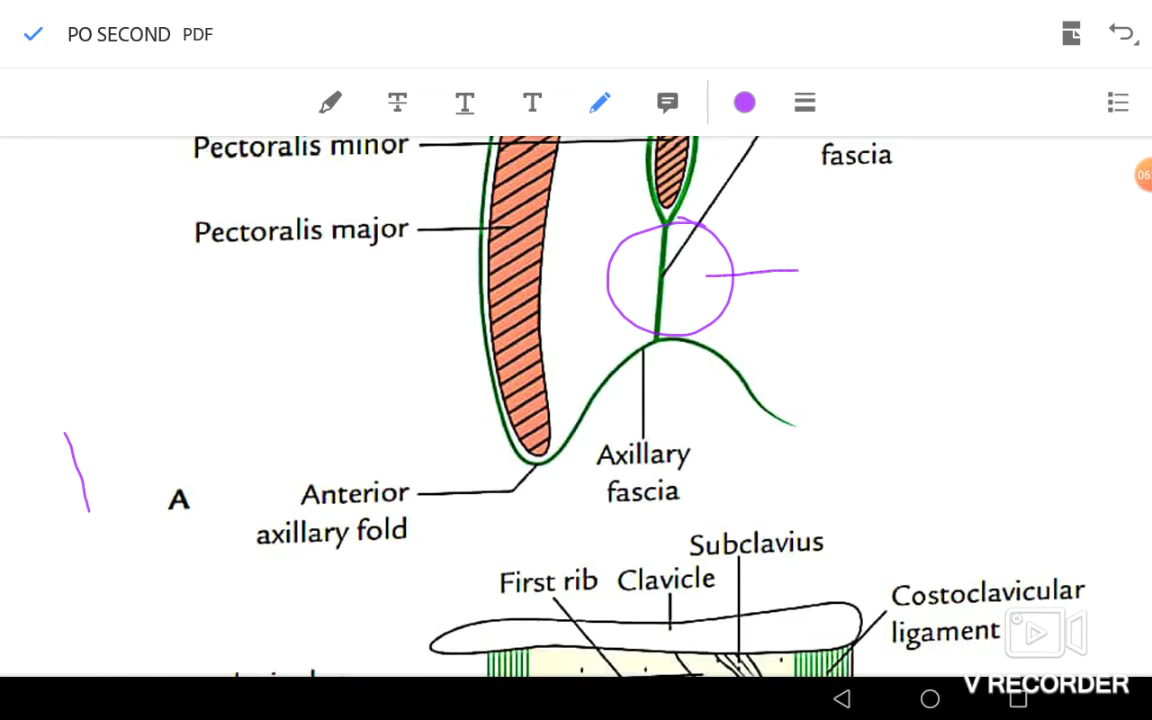 PO SECOND PDF
Pectoralis minor
fascia
06:
Pectoralis major
Axillary
fascia
Anterior
axillary fold
A
Subclavius
First rib Clavicle
Costoclavicular
ligament
V RECORDER